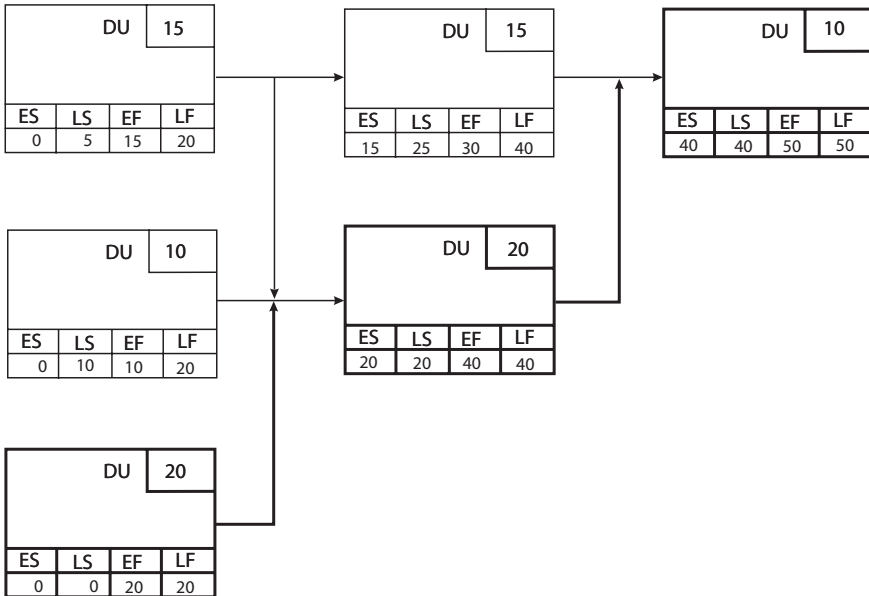 DU 15
ES LS EF LF
0 5 15 20
DU 15
ES LS EF LF
15 25 30 40
DU 10
ES LS EF LF
40 40 50 50
DU 10
ES LS EF LF
0 10 10 20
DU 20
ES LS EF LF
20 20 40 40
DU 20
ES LS EF LF
0 0 20 20